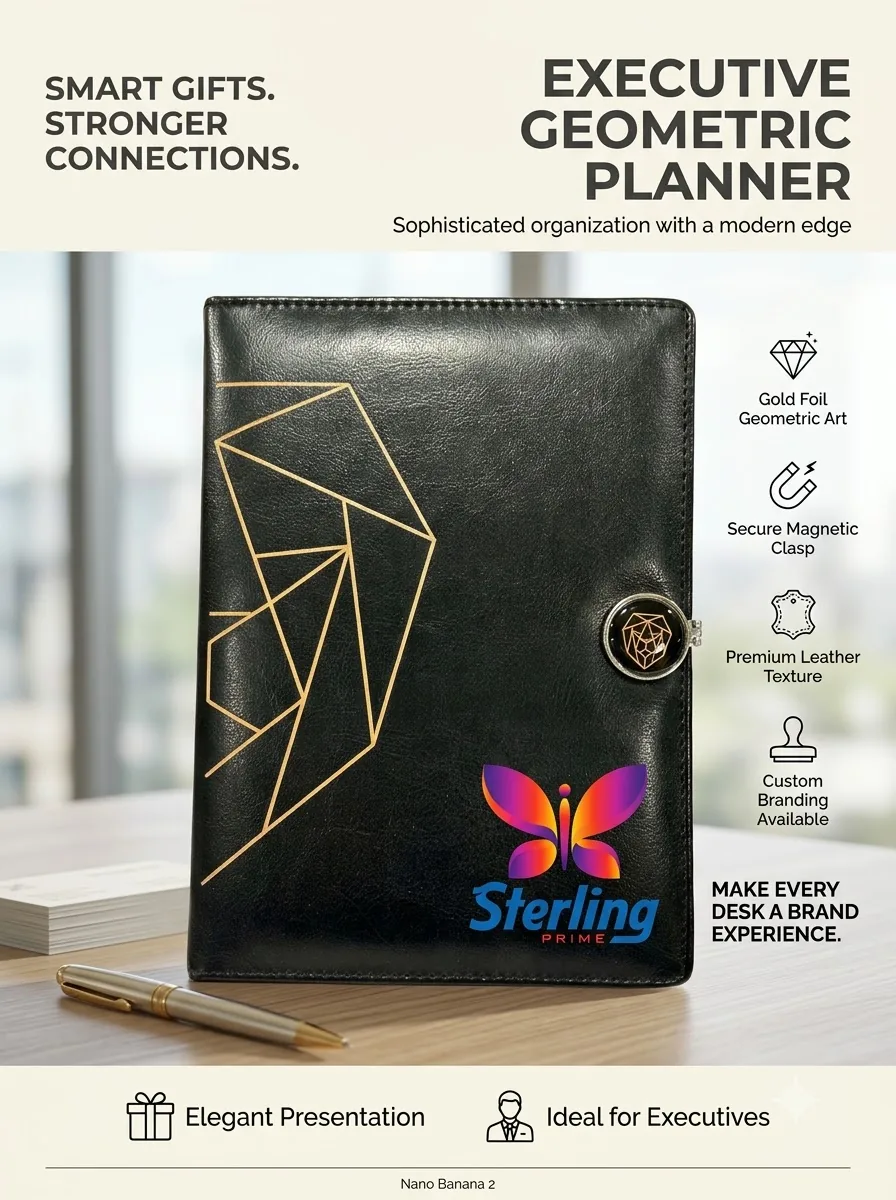 SMART GIFTS.
STRONGER
CONNECTIONS.
EXECUTIVE
GEOMETRIC
PLANNER
Sophisticated organization with a modern edge
Gold Foil
Geometric Art
Secure Magnetic
Clasp
Premium Leather
Texture
Custom
Branding
Available
Sterling
PRIME
MAKE EVERY
DESK A BRAND
EXPERIENCE.
Elegant Presentation
Ideal for Executives
Nano Banana 2